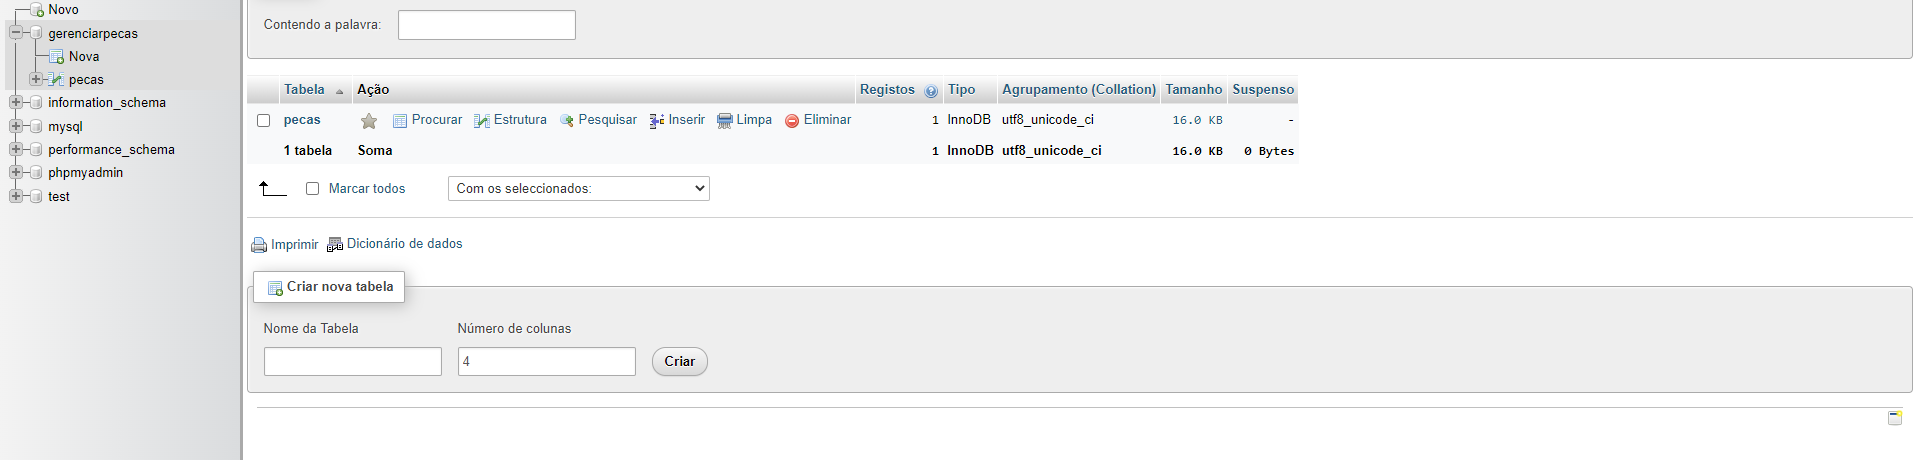 Novo
gerenciarpecas
Nova
pecas
information_schema
mysql
performance_schema
phpmyadmin
test
Contendo a palavra:
Tabela Ação Registos Tipo Agrupamento (Collation) Tamanho Suspenso
pecas Procurar Estrutura Pesquisar Inserir Limpa Eliminar 1 InnoDB utf8_unicode_ci 16.0 KB -
1 tabela Soma 1 InnoDB utf8_unicode_ci 16.0 KB 0 Bytes
Marcar todos Com os seleccionados:
Imprimir Dicionário de dados
Criar nova tabela
Nome da Tabela Número de colunas
4 Criar